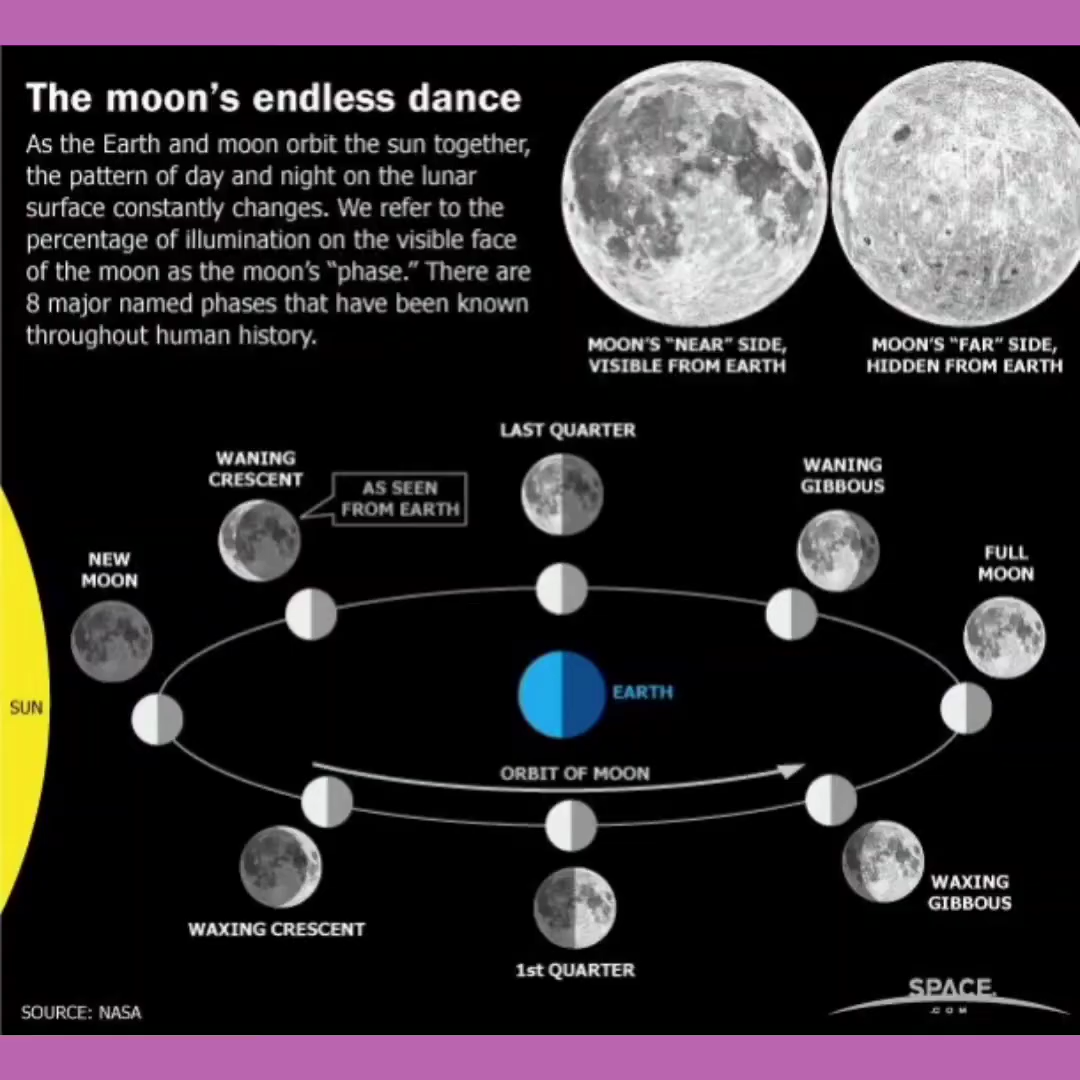 The moon's endless dance
As the Earth and moon orbit the sun together,
the pattern of day and night on the lunar
surface constantly changes. We refer to the
percentage of illumination on the visible face
of the moon as the moon's “phase.” There are
8 major named phases that have been known
throughout human history.
MOON'S “NEAR” SIDE,
VISIBLE FROM EARTH
MOON'S “FAR” SIDE,
HIDDEN FROM EARTH
LAST QUARTER
WANING
CRESCENT
AS SEEN
FROM EARTH
WANING
GIBBOUS
NEW
MOON
FULL
MOON
SUN
EARTH
ORBIT OF MOON
WAXING CRESCENT
1st QUARTER
WAXING
GIBBOUS
SOURCE: NASA
SPACE
.COM